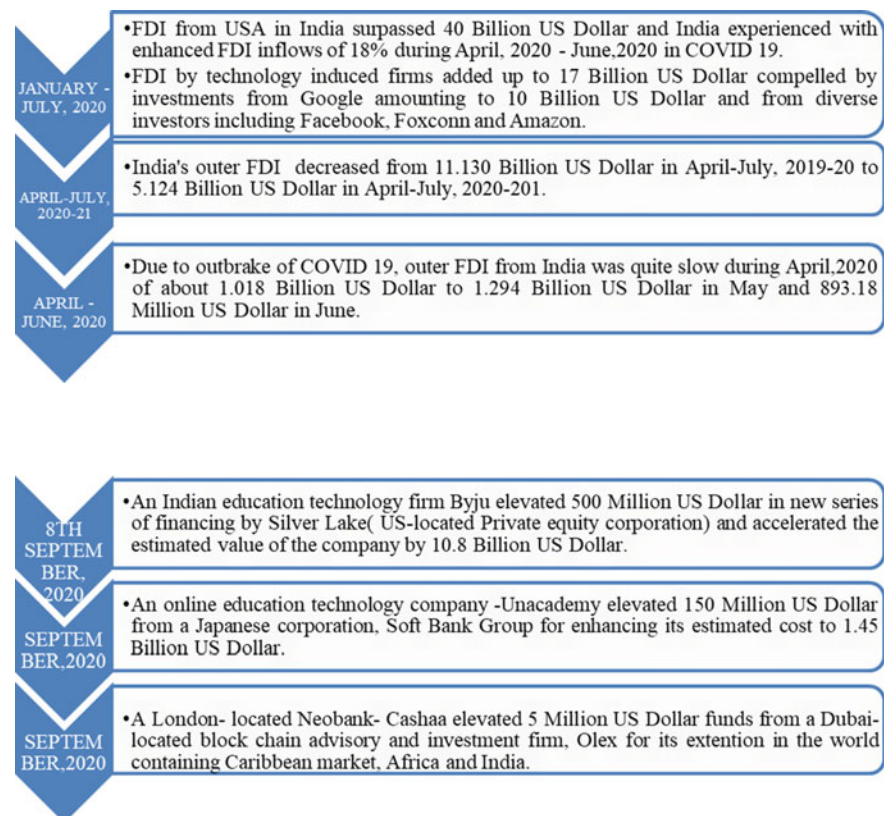 JANUARY -
JULY, 2020
•FDI from USA in India surpassed 40 Billion US Dollar and India experienced with
enhanced FDI inflows of 18% during April, 2020 - June,2020 in COVID 19.
•FDI by technology induced firms added up to 17 Billion US Dollar compelled by
investments from Google amounting to 10 Billion US Dollar and from diverse
investors including Facebook, Foxconn and Amazon.
APRIL-JULY,
2020-21
•India's outer FDI decreased from 11.130 Billion US Dollar in April-July, 2019-20 to
5.124 Billion US Dollar in April-July, 2020-201.
APRIL -
JUNE, 2020
•Due to outbrake of COVID 19, outer FDI from India was quite slow during April,2020
of about 1.018 Billion US Dollar to 1.294 Billion US Dollar in May and 893.18
Million US Dollar in June.
8TH
SEPTEM
BER,
2020
•An Indian education technology firm Byju elevated 500 Million US Dollar in new series
of financing by Silver Lake( US-located Private equity corporation) and accelerated the
estimated value of the company by 10.8 Billion US Dollar.
SEPTEM
BER,2020
•An online education technology company -Unacademy elevated 150 Million US Dollar
from a Japanese corporation, Soft Bank Group for enhancing its estimated cost to 1.45
Billion US Dollar.
SEPTEM
BER,2020
•A London- located Neobank- Cashaa elevated 5 Million US Dollar funds from a Dubai-
located block chain advisory and investment firm, Olex for its extention in the world
containing Caribbean market, Africa and India.